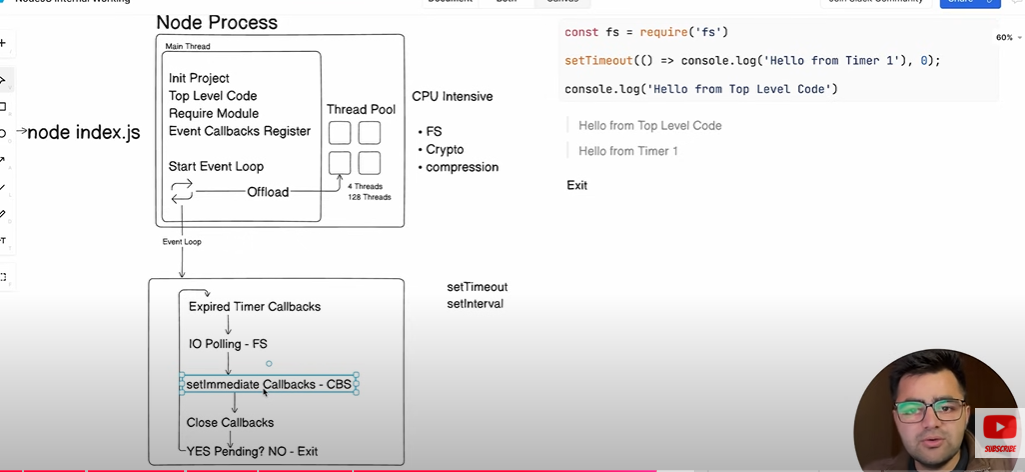 NodeJS Internal Working
Document
Both
Canvas
Join Slack Community
Share
60%
Node Process
Main Thread
Init Project
Top Level Code
Require Module
Event Callbacks Register
Start Event Loop
Offload
Thread Pool
4 Threads
128 Threads
CPU Intensive
• FS
• Crypto
• compression
node index.js
Event Loop
Expired Timer Callbacks
IO Polling - FS
setImmediate Callbacks - CBS
Close Callbacks
YES Pending? NO - Exit
setTimeout
setInterval
const fs = require('fs')
setTimeout(() => console.log('Hello from Timer 1'), 0);
console.log('Hello from Top Level Code')
Hello from Top Level Code
Hello from Timer 1
Exit
SUBSCRIBE